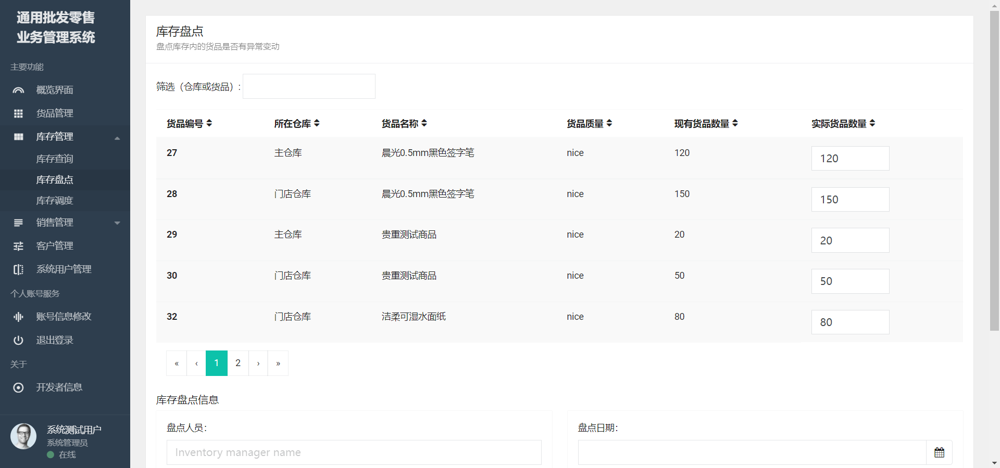 通用批发零售
业务管理系统
主要功能
概览界面
货品管理
库存管理
库存查询
库存盘点
库存调度
销售管理
客户管理
系统用户管理
个人账号服务
账号信息修改
退出登录
关于
开发者信息
系统测试用户
系统管理员
在线
库存盘点
盘点库存内的货品是否有异常变动
筛选（仓库或货品）:
货品编号 所在仓库 货品名称 货品质量 现有货品数量 实际货品数量
27 主仓库 晨光0.5mm黑色签字笔 nice 120 120
28 门店仓库 晨光0.5mm黑色签字笔 nice 150 150
29 主仓库 贵重测试商品 nice 20 20
30 门店仓库 贵重测试商品 nice 50 50
32 门店仓库 洁柔可湿水面纸 nice 80 80
« ‹ 1 2 › »
库存盘点信息
盘点人员： 盘点日期：
Inventory manager name